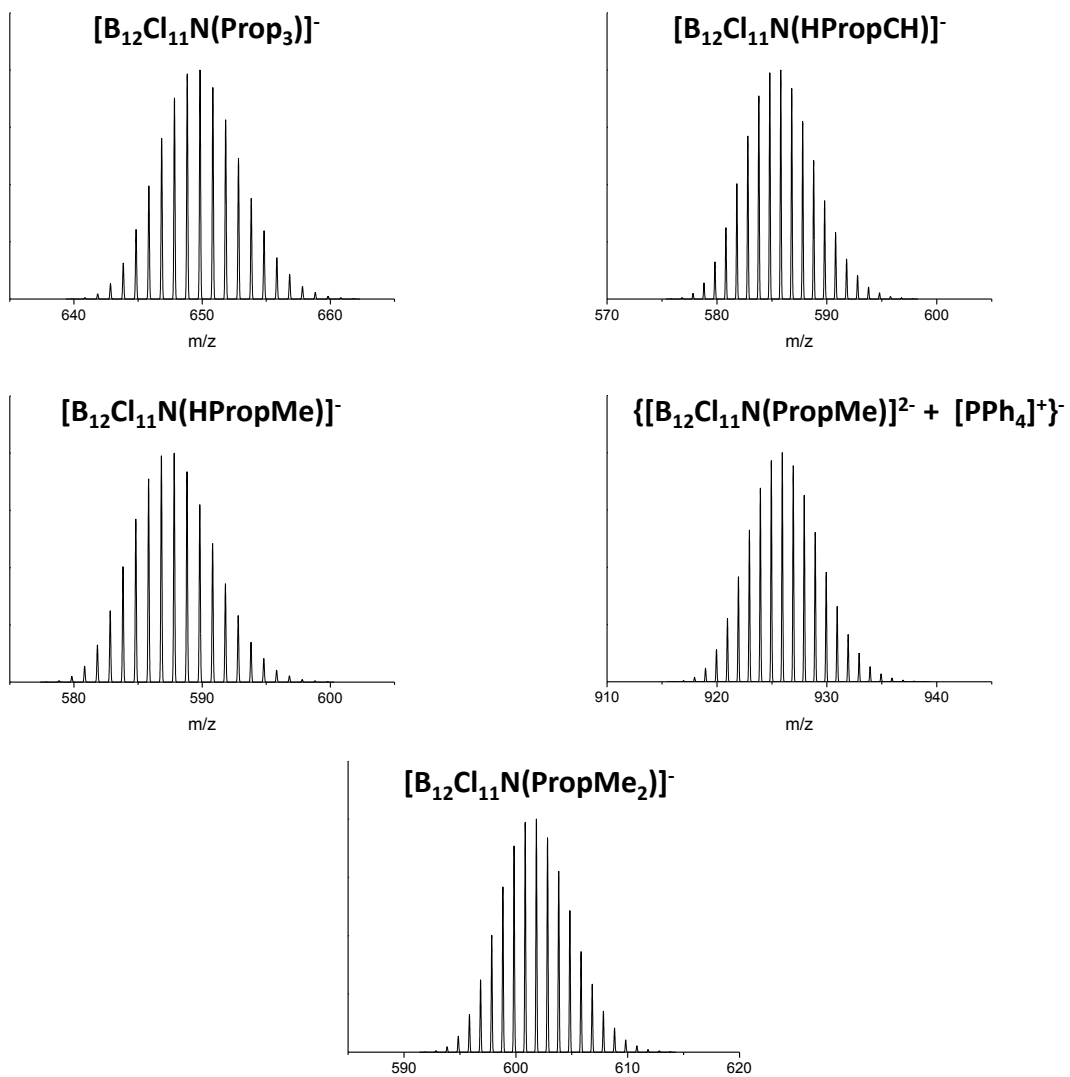 [B₁₂Cl₁₁N(Prop₃)]⁻
640 650 660
m/z
[B₁₂Cl₁₁N(HPropCH)]⁻
570 580 590 600
m/z
[B₁₂Cl₁₁N(HPropMe)]⁻
580 590 600
m/z
{[B₁₂Cl₁₁N(PropMe)]²⁻ + [PPh₄]⁺}⁻
910 920 930 940
m/z
[B₁₂Cl₁₁N(PropMe₂)]⁻
590 600 610 620
m/z